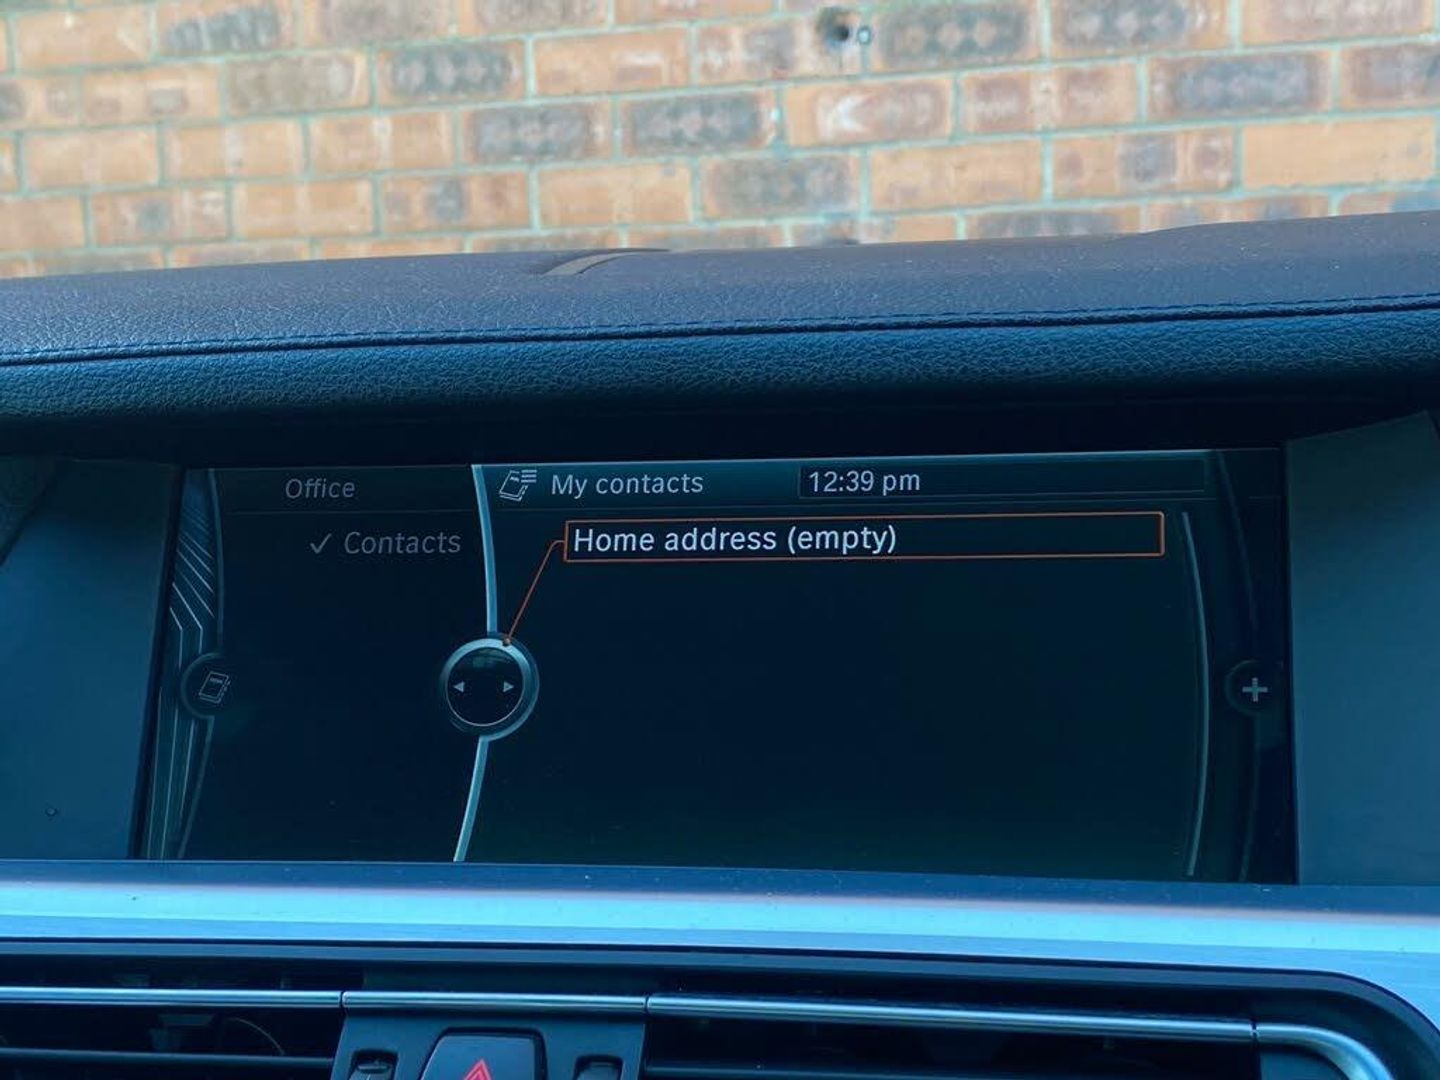 Office
✓ Contacts
My contacts
12:39 pm
Home address (empty)